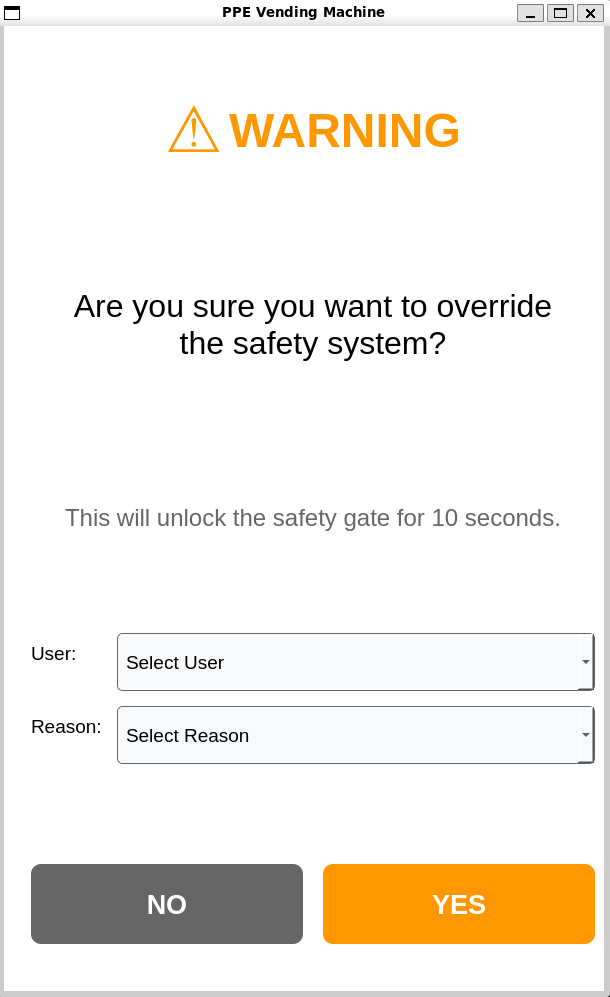 PPE Vending Machine
⚠ WARNING
Are you sure you want to override
the safety system?
This will unlock the safety gate for 10 seconds.
User:
Select User
Reason:
Select Reason
NO
YES